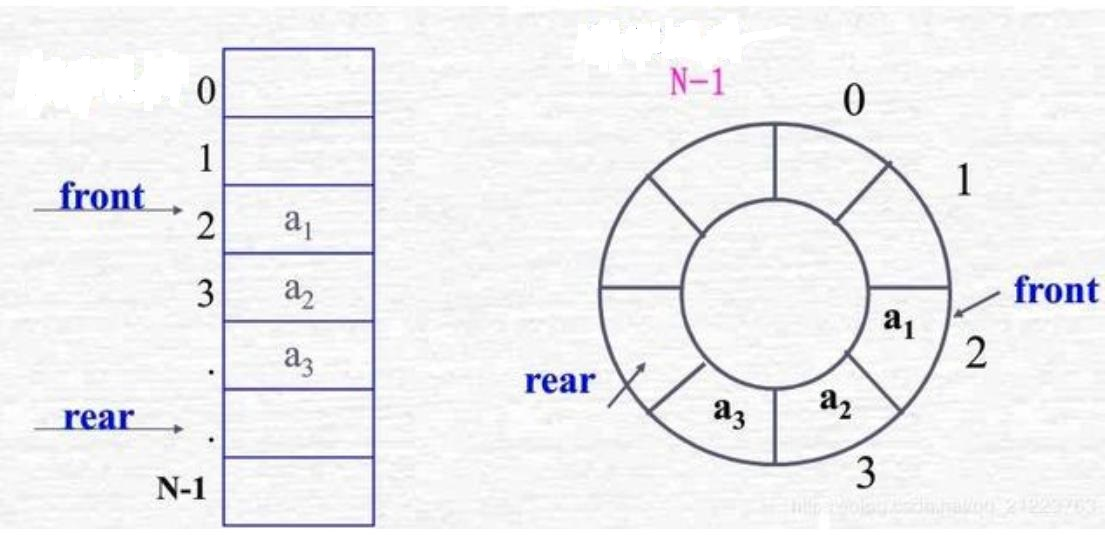 0
1
front
2 a₁
3 a₂
. a₃
rear
.
N-1
N-1
0
1
front
a₁
2
rear
a₃
a₂
3